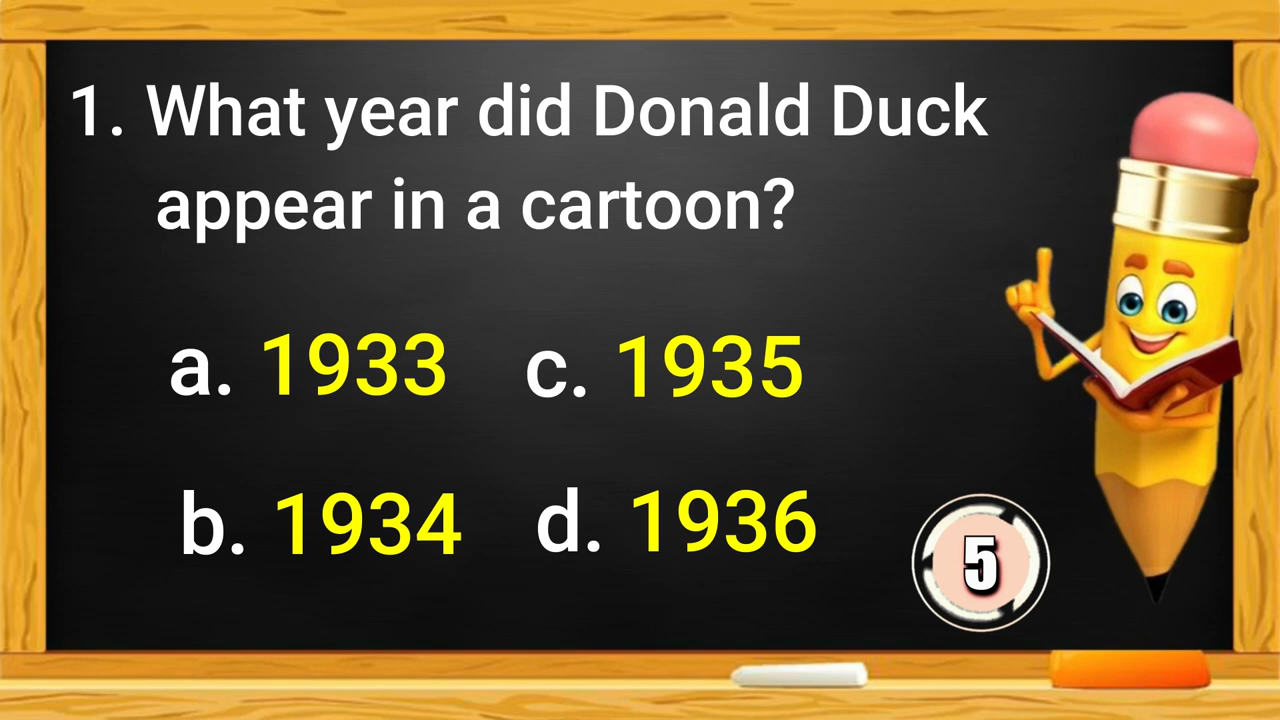 1. What year did Donald Duck
appear in a cartoon?
a. 1933 c. 1935
b. 1934 d. 1936
5